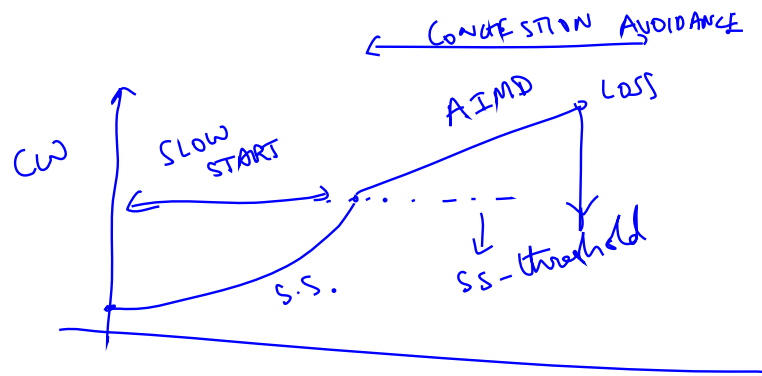 CONGESTION AVOIDANCE
AIMD
LOSS
CW
SLOW
START
SS-threshold
S.S.